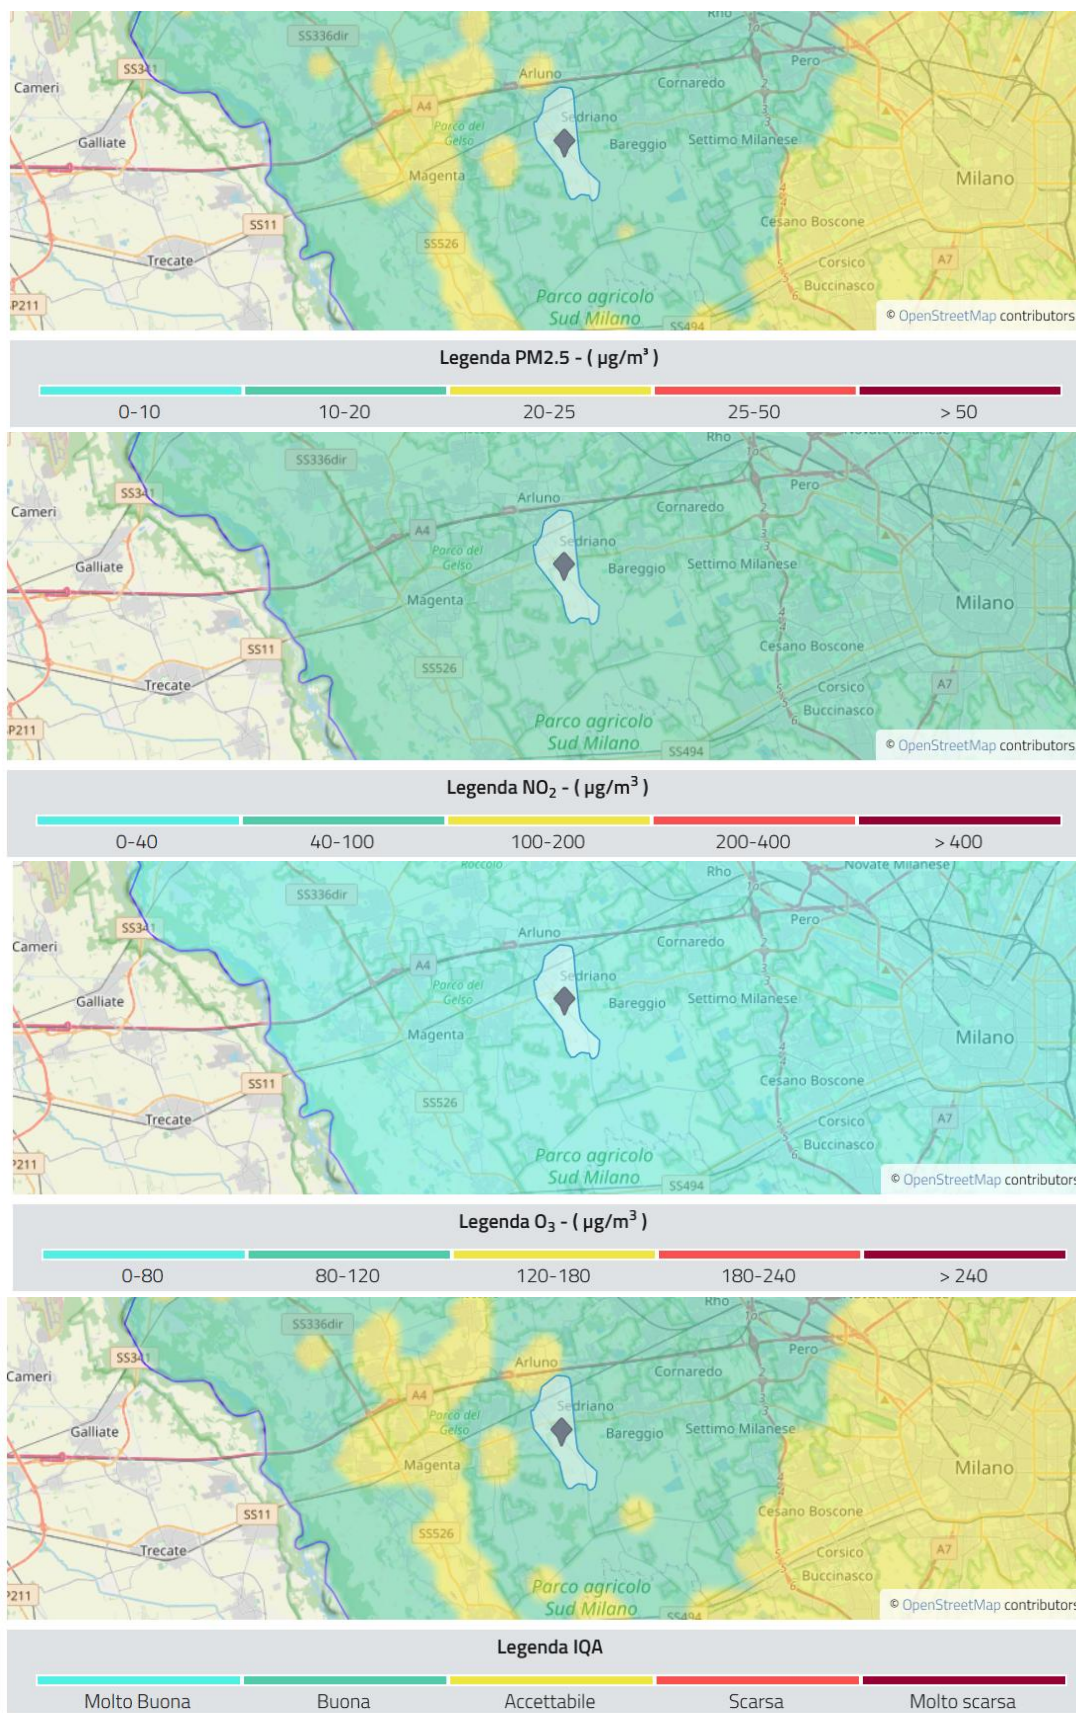 Rho
SS336dir
Pero
SS341
Arluno
Cameri
Cornaredo
A4
Sedriano
Parco del
Gelso
Galliate
Bareggio
Settimo Milanese
Magenta
Milano
SS11
Cesano Boscone
SS526
Trecate
Corsico
A7
Buccinasco
Parco agricolo
Sud Milano
P211
SS494
© OpenStreetMap contributors
Legenda PM2.5 - ( µg/m³ )
0-10 10-20 20-25 25-50 > 50
Rho
Novate Milanese
SS336dir
Pero
SS341
Arluno
Cameri
Cornaredo
A4
Sedriano
Parco del
Gelso
Galliate
Bareggio
Settimo Milanese
Magenta
Milano
SS11
Cesano Boscone
SS526
Trecate
Corsico
A7
Buccinasco
Parco agricolo
Sud Milano
P211
SS494
© OpenStreetMap contributors
Legenda NO₂ - ( µg/m³ )
0-40 40-100 100-200 200-400 > 400
Roccolo
Novate Milanese
Rho
SS336dir
Pero
SS341
Arluno
Cameri
Cornaredo
A4
Sedriano
Parco del
Gelso
Galliate
Bareggio
Settimo Milanese
Magenta
Milano
SS11
Cesano Boscone
SS526
Trecate
Corsico
A7
Buccinasco
Parco agricolo
Sud Milano
P211
SS494
© OpenStreetMap contributors
Legenda O₃ - ( µg/m³ )
0-80 80-120 120-180 180-240 > 240
Rho
SS336dir
Pero
SS341
Arluno
Cameri
Cornaredo
A4
Sedriano
Parco del
Gelso
Galliate
Bareggio
Settimo Milanese
Magenta
Milano
SS11
Cesano Boscone
SS526
Trecate
Corsico
A7
Buccinasco
Parco agricolo
Sud Milano
P211
SS494
© OpenStreetMap contributors
Legenda IQA
Molto Buona Buona Accettabile Scarsa Molto scarsa